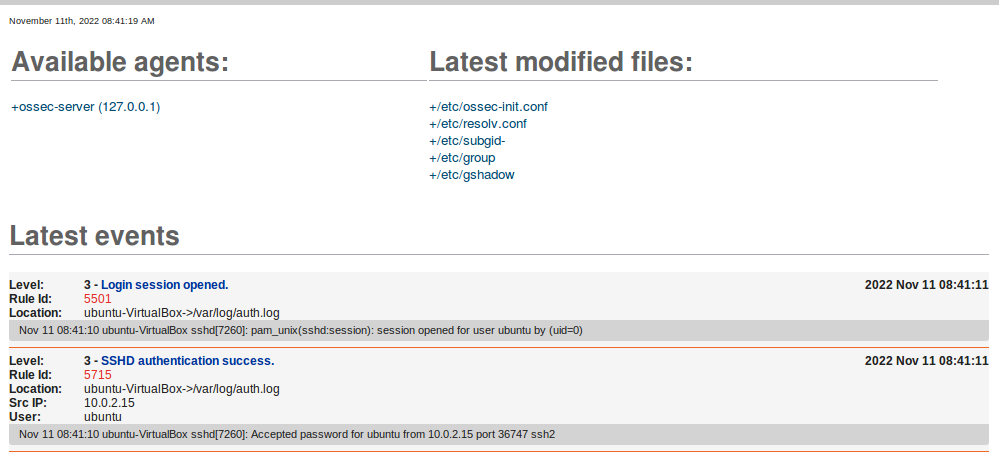 November 11th, 2022 08:41:19 AM
Available agents:
+ossec-server (127.0.0.1)
Latest modified files:
+/etc/ossec-init.conf
+/etc/resolv.conf
+/etc/subgid-
+/etc/group
+/etc/gshadow
Latest events
Level: 3 - Login session opened. 2022 Nov 11 08:41:11
Rule Id: 5501
Location: ubuntu-VirtualBox->/var/log/auth.log
Nov 11 08:41:10 ubuntu-VirtualBox sshd[7260]: pam_unix(sshd:session): session opened for user ubuntu by (uid=0)
Level: 3 - SSHD authentication success. 2022 Nov 11 08:41:11
Rule Id: 5715
Location: ubuntu-VirtualBox->/var/log/auth.log
Src IP: 10.0.2.15
User: ubuntu
Nov 11 08:41:10 ubuntu-VirtualBox sshd[7260]: Accepted password for ubuntu from 10.0.2.15 port 36747 ssh2